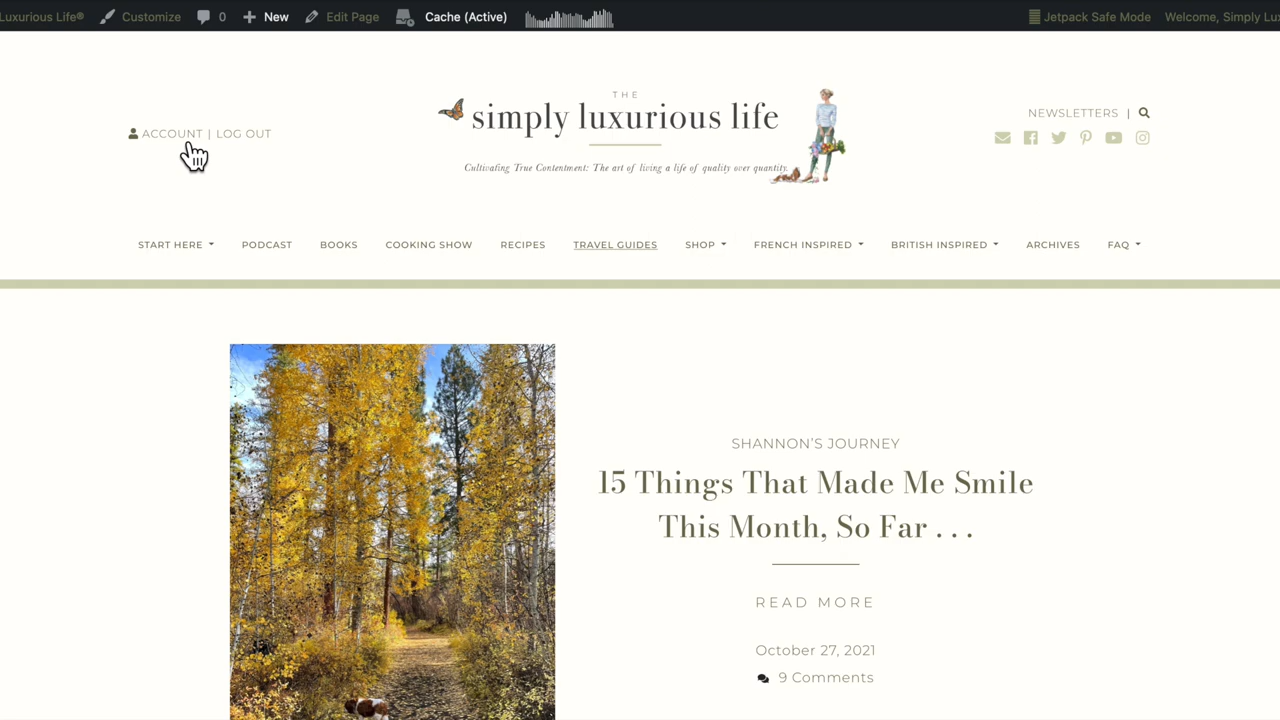 Luxurious Life® Customize 0 New Edit Page Cache (Active) Jetpack Safe Mode Welcome, Simply Lux
ACCOUNT | LOG OUT
THE
simply luxurious life
Cultivating True Contentment: The art of living a life of quality over quantity.
NEWSLETTERS |
START HERE PODCAST BOOKS COOKING SHOW RECIPES TRAVEL GUIDES SHOP FRENCH INSPIRED BRITISH INSPIRED ARCHIVES FAQ
SHANNON'S JOURNEY
15 Things That Made Me Smile
This Month, So Far . . .
READ MORE
October 27, 2021
9 Comments